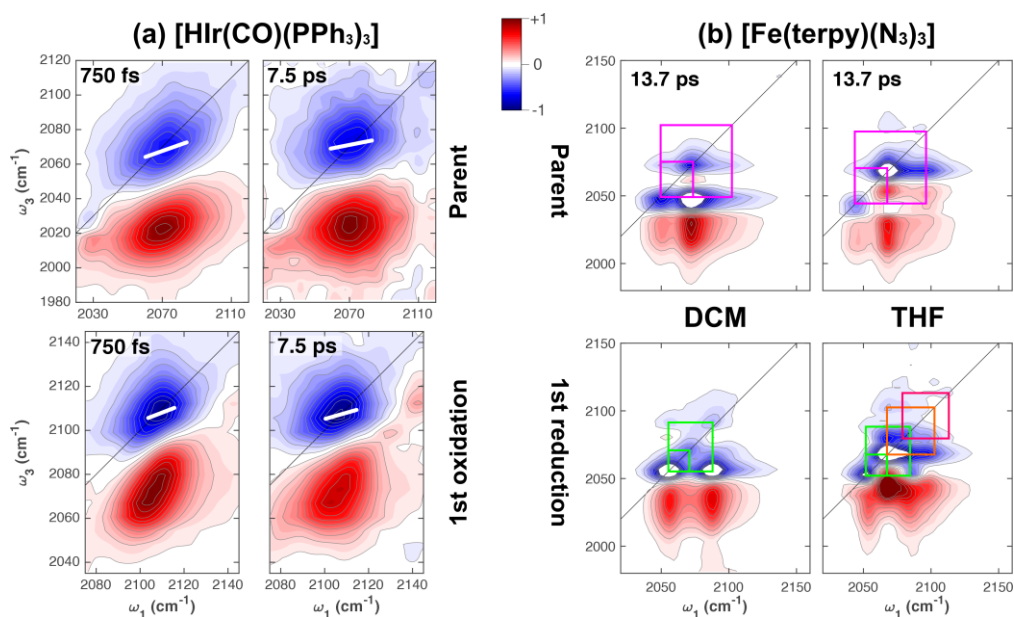 (a) [HIr(CO)(PPh₃)₃]
+1
0
-1
(b) [Fe(terpy)(N₃)₃]
750 fs
7.5 ps
Parent
2120
2100
2080
2060
2040
2020
2000
1980
ω₃ (cm⁻¹)
2030 2070 2110
2030 2070 2110
13.7 ps
13.7 ps
Parent
2150
2100
2050
2000
DCM
THF
750 fs
7.5 ps
1st oxidation
2140
2120
2100
2080
2060
2040
ω₃ (cm⁻¹)
2080 2100 2120 2140
2080 2100 2120 2140
ω₁ (cm⁻¹)
ω₁ (cm⁻¹)
1st reduction
2150
2100
2050
2000
2050 2100 2150
2050 2100 2150
ω₁ (cm⁻¹)
ω₁ (cm⁻¹)